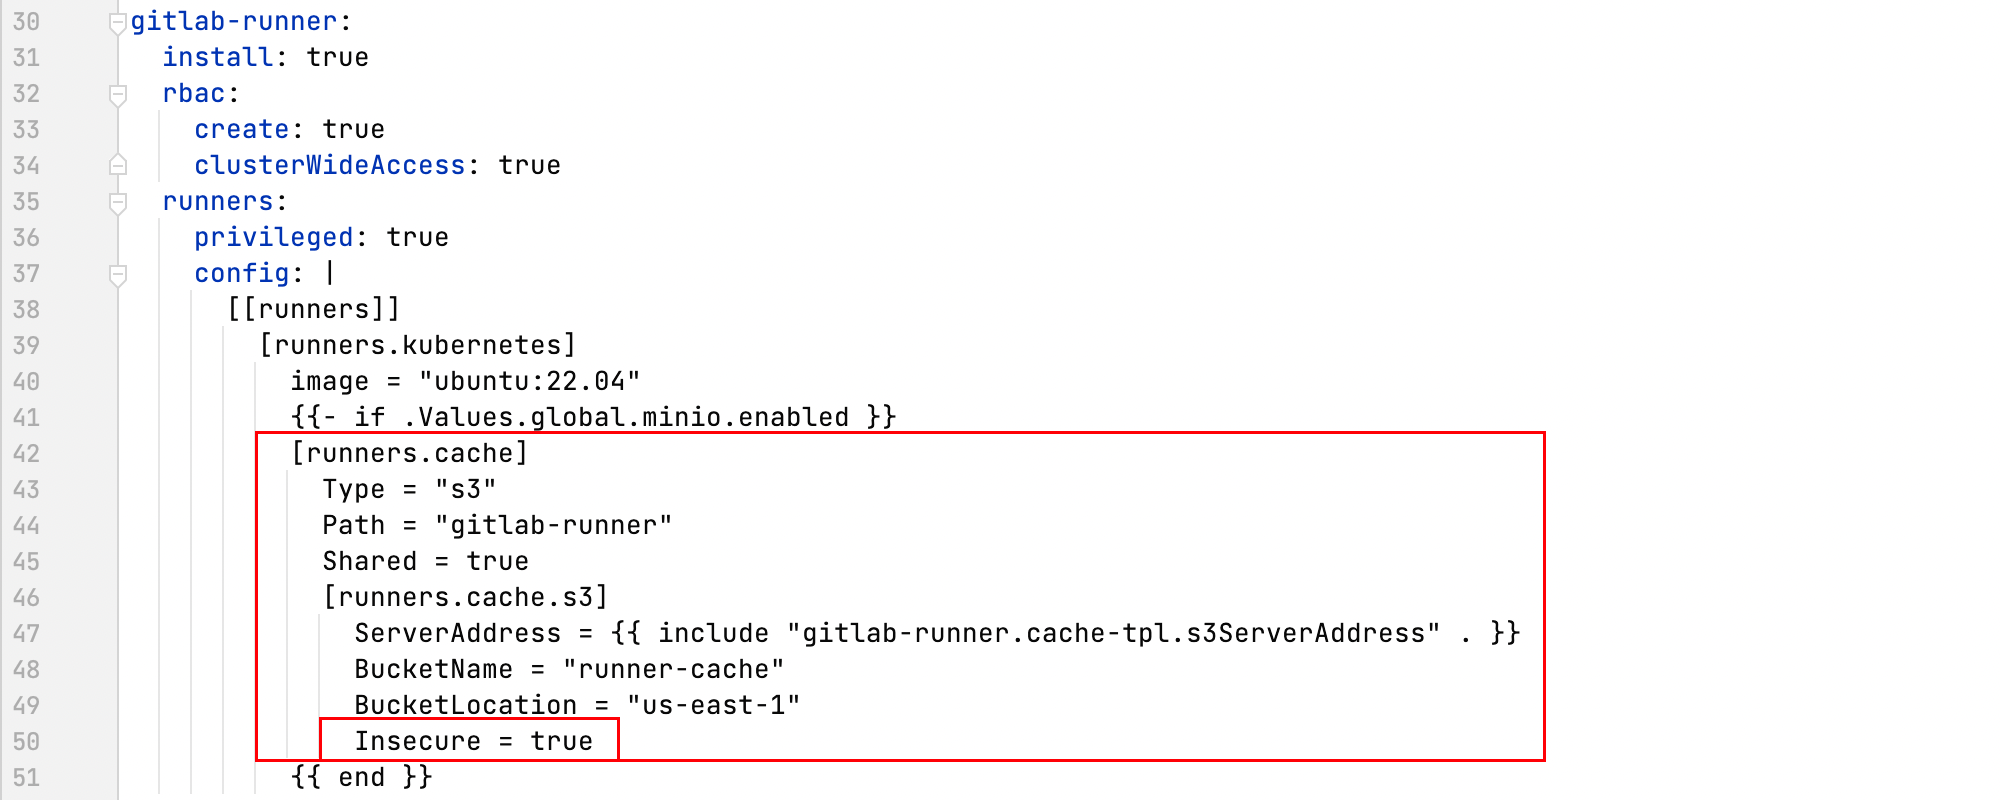 30 gitlab-runner:
31   install: true
32   rbac:
33     create: true
34     clusterWideAccess: true
35   runners:
36     privileged: true
37     config: |
38       [[runners]]
39         [runners.kubernetes]
40           image = "ubuntu:22.04"
41           {{- if .Values.global.minio.enabled }}
42           [runners.cache]
43             Type = "s3"
44             Path = "gitlab-runner"
45             Shared = true
46             [runners.cache.s3]
47               ServerAddress = {{ include "gitlab-runner.cache-tpl.s3ServerAddress" . }}
48               BucketName = "runner-cache"
49               BucketLocation = "us-east-1"
50               Insecure = true
51           {{ end }}